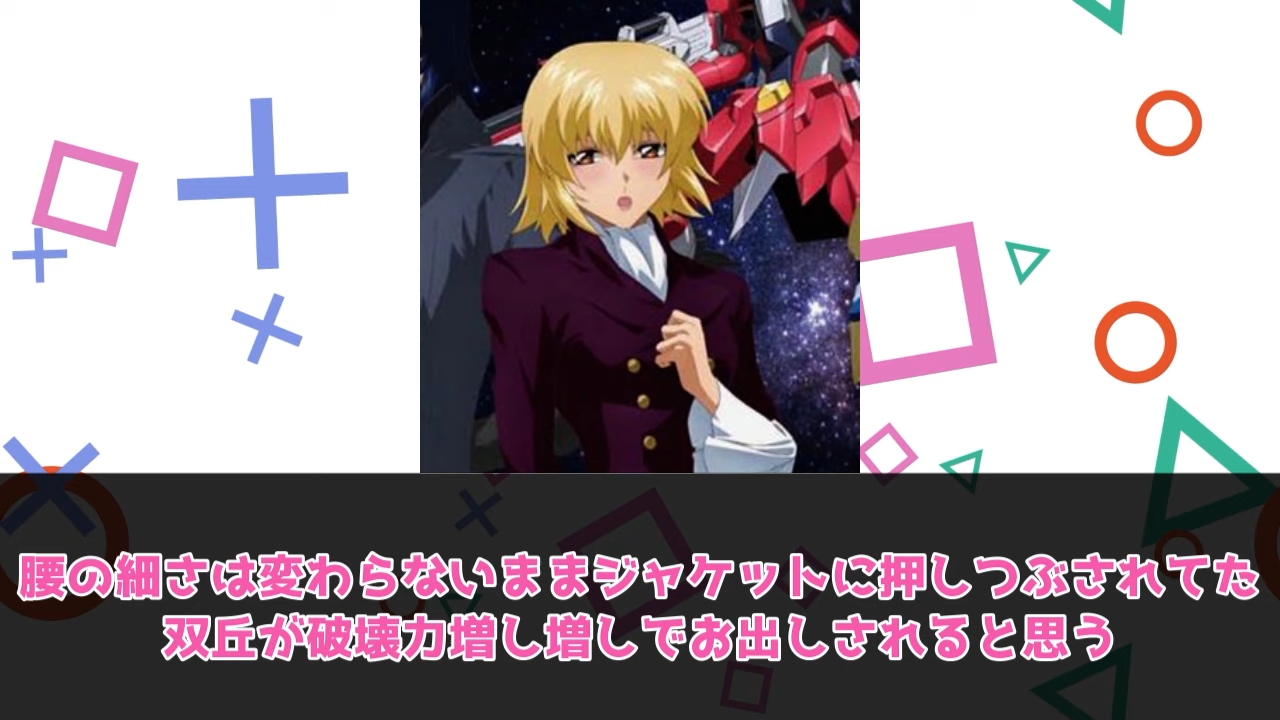 腰の細さは変わらないままジャケットに押しつぶされてた
双丘が破壊力増し増しでお出しされると思う